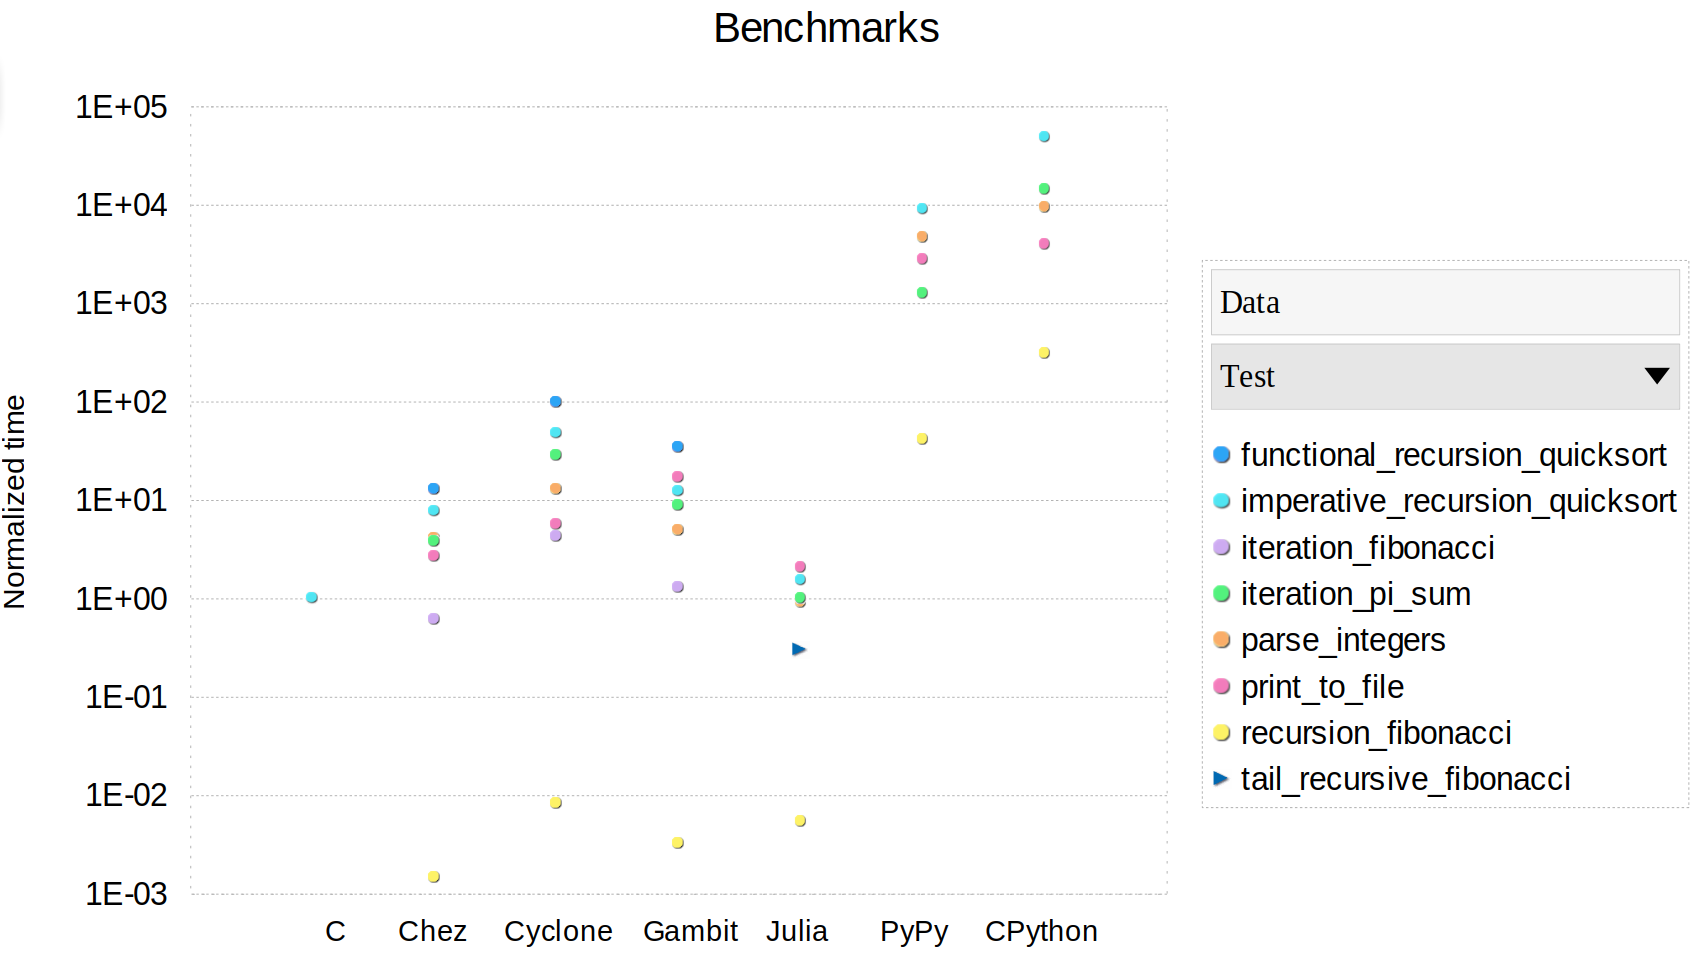 Benchmarks
1E+05
1E+04
1E+03
1E+02
1E+01
1E+00
1E-01
1E-02
1E-03
Normalized time
C Chez Cyclone Gambit Julia PyPy CPython
Data
Test
functional_recursion_quicksort
imperative_recursion_quicksort
iteration_fibonacci
iteration_pi_sum
parse_integers
print_to_file
recursion_fibonacci
tail_recursive_fibonacci